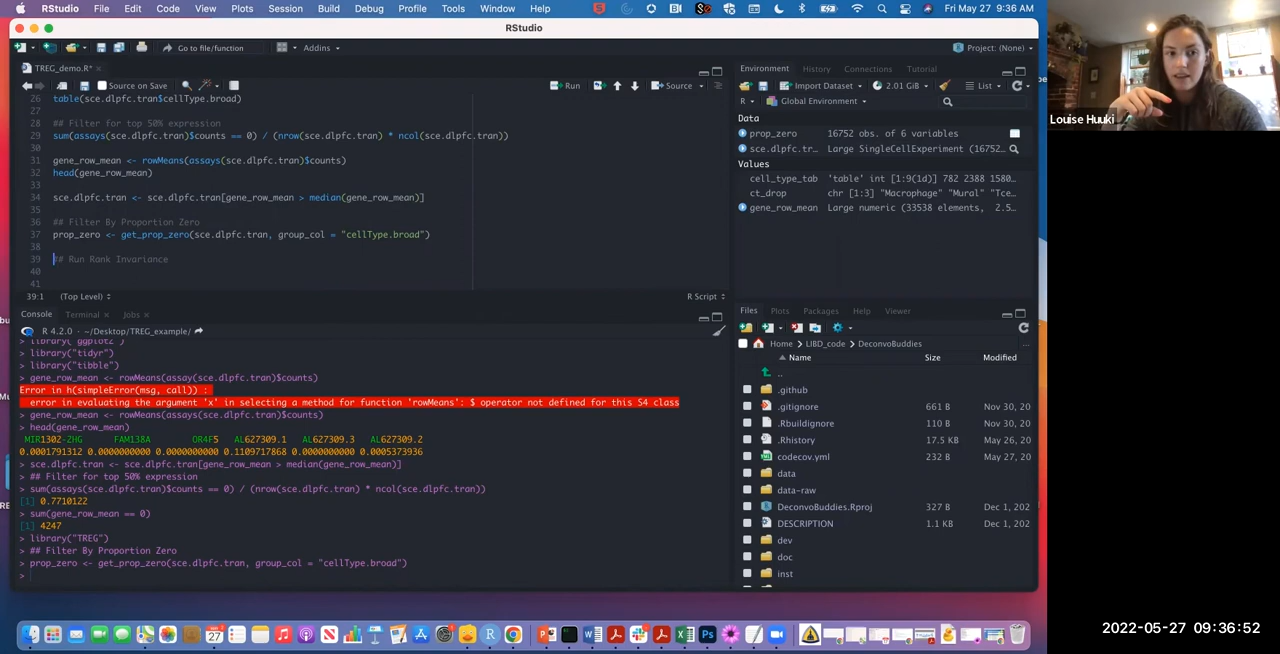 RStudio File Edit Code View Plots Session Build Debug Profile Tools Window Help Fri May 27 9:36 AM
RStudio
Go to file/function Addins Project: (None)
TREG_demo.R*
Source on Save Run Source
26 table(sce.dlpfc.tran$cellType.broad)
27
28 ## Filter for top 50% expression
29 sum(assays(sce.dlpfc.tran)$counts == 0) / (nrow(sce.dlpfc.tran) * ncol(sce.dlpfc.tran))
30
31 gene_row_mean <- rowMeans(assays(sce.dlpfc.tran)$counts)
32 head(gene_row_mean)
33
34 sce.dlpfc.tran <- sce.dlpfc.tran[gene_row_mean > median(gene_row_mean)]
35
36 ## Filter By Proportion Zero
37 prop_zero <- get_prop_zero(sce.dlpfc.tran, group_col = "cellType.broad")
38
39 ## Run Rank Invariance
40
41
39:1 (Top Level) R Script
Console Terminal Jobs
R 4.2.0 · ~/Desktop/TREG_example/
> library("ggplot2")
> library("tidyr")
> library("tibble")
> gene_row_mean <- rowMeans(assay(sce.dlpfc.tran)$counts)
Error in h(simpleError(msg, call)) :
error in evaluating the argument 'x' in selecting a method for function 'rowMeans': $ operator not defined for this S4 class
> gene_row_mean <- rowMeans(assays(sce.dlpfc.tran)$counts)
> head(gene_row_mean)
MIR1302-2HG FAM138A OR4F5 AL627309.1 AL627309.3 AL627309.2
0.0001791312 0.0000000000 0.0000000000 0.1109717868 0.0000000000 0.0005373936
> sce.dlpfc.tran <- sce.dlpfc.tran[gene_row_mean > median(gene_row_mean)]
> ## Filter for top 50% expression
> sum(assays(sce.dlpfc.tran)$counts == 0) / (nrow(sce.dlpfc.tran) * ncol(sce.dlpfc.tran))
[1] 0.7710122
> sum(gene_row_mean == 0)
[1] 4247
> library("TREG")
> ## Filter By Proportion Zero
> prop_zero <- get_prop_zero(sce.dlpfc.tran, group_col = "cellType.broad")
>
Environment History Connections Tutorial
Import Dataset 2.01 GiB List
R Global Environment
Data
prop_zero 16752 obs. of 6 variables
sce.dlpfc.tr… Large SingleCellExperiment (16752…
Values
cell_type_tab 'table' int [1:9(1d)] 782 2388 1580…
ct_drop chr [1:3] "Macrophage" "Mural" "Tce…
gene_row_mean Large numeric (33538 elements, 2.5…
Files Plots Packages Help Viewer
Home LIBD_code DeconvoBuddies
Name Size Modified
..
.github
.gitignore 661 B Nov 30, 20
.Rbuildignore 110 B Nov 30, 20
.Rhistory 17.5 KB May 26, 20
codecov.yml 232 B May 27, 20
data
data-raw
DeconvoBuddies.Rproj 327 B Dec 1, 202
DESCRIPTION 1.1 KB Dec 1, 202
dev
doc
inst
27
Louise Huuki
2022-05-27 09:36:52